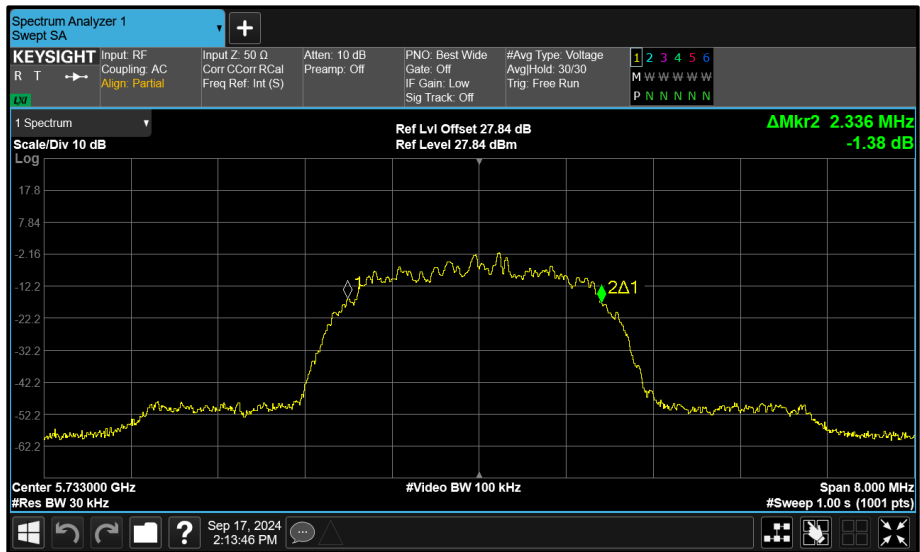 Spectrum Analyzer 1
Swept SA
+
KEYSIGHT
R T
LXI
Input: RF
Coupling: AC
Align: Partial
Input Z: 50 Ω
Corr CCorr RCal
Freq Ref: Int (S)
Atten: 10 dB
Preamp: Off
PNO: Best Wide
Gate: Off
IF Gain: Low
Sig Track: Off
#Avg Type: Voltage
Avg|Hold: 30/30
Trig: Free Run
1 2 3 4 5 6
M W W W W W
P N N N N N
1 Spectrum
Scale/Div 10 dB
Log
Ref Lvl Offset 27.84 dB
Ref Level 27.84 dBm
ΔMkr2 2.336 MHz
-1.38 dB
17.8
7.84
-2.16
-12.2
-22.2
-32.2
-42.2
-52.2
-62.2
1
2Δ1
Center 5.733000 GHz
#Video BW 100 kHz
Span 8.000 MHz
#Res BW 30 kHz
#Sweep 1.00 s (1001 pts)
?
Sep 17, 2024
2:13:46 PM